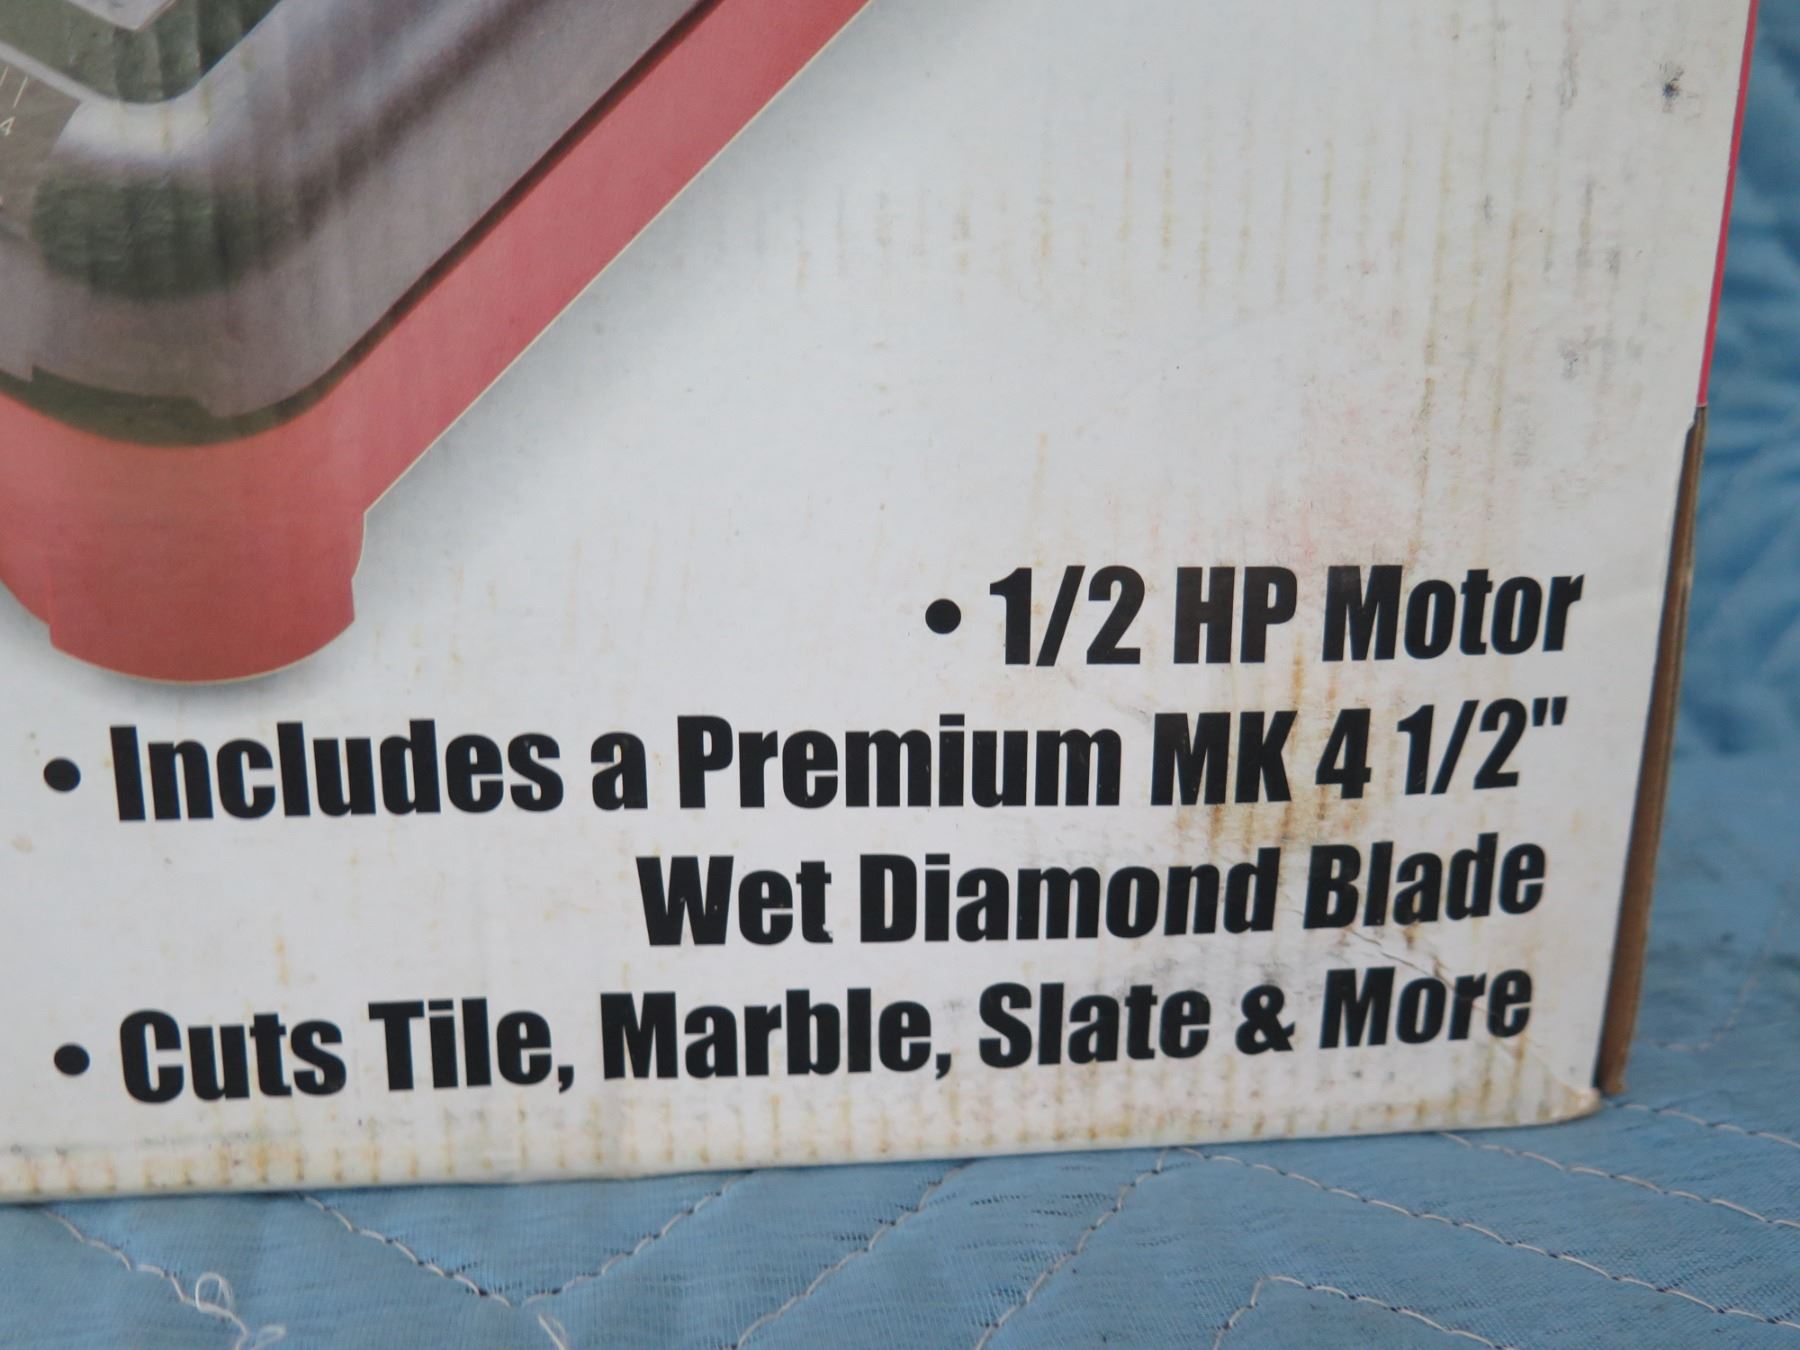 • 1/2 HP Motor
• Includes a Premium MK 4 1/2"
Wet Diamond Blade
• Cuts Tile, Marble, Slate & More